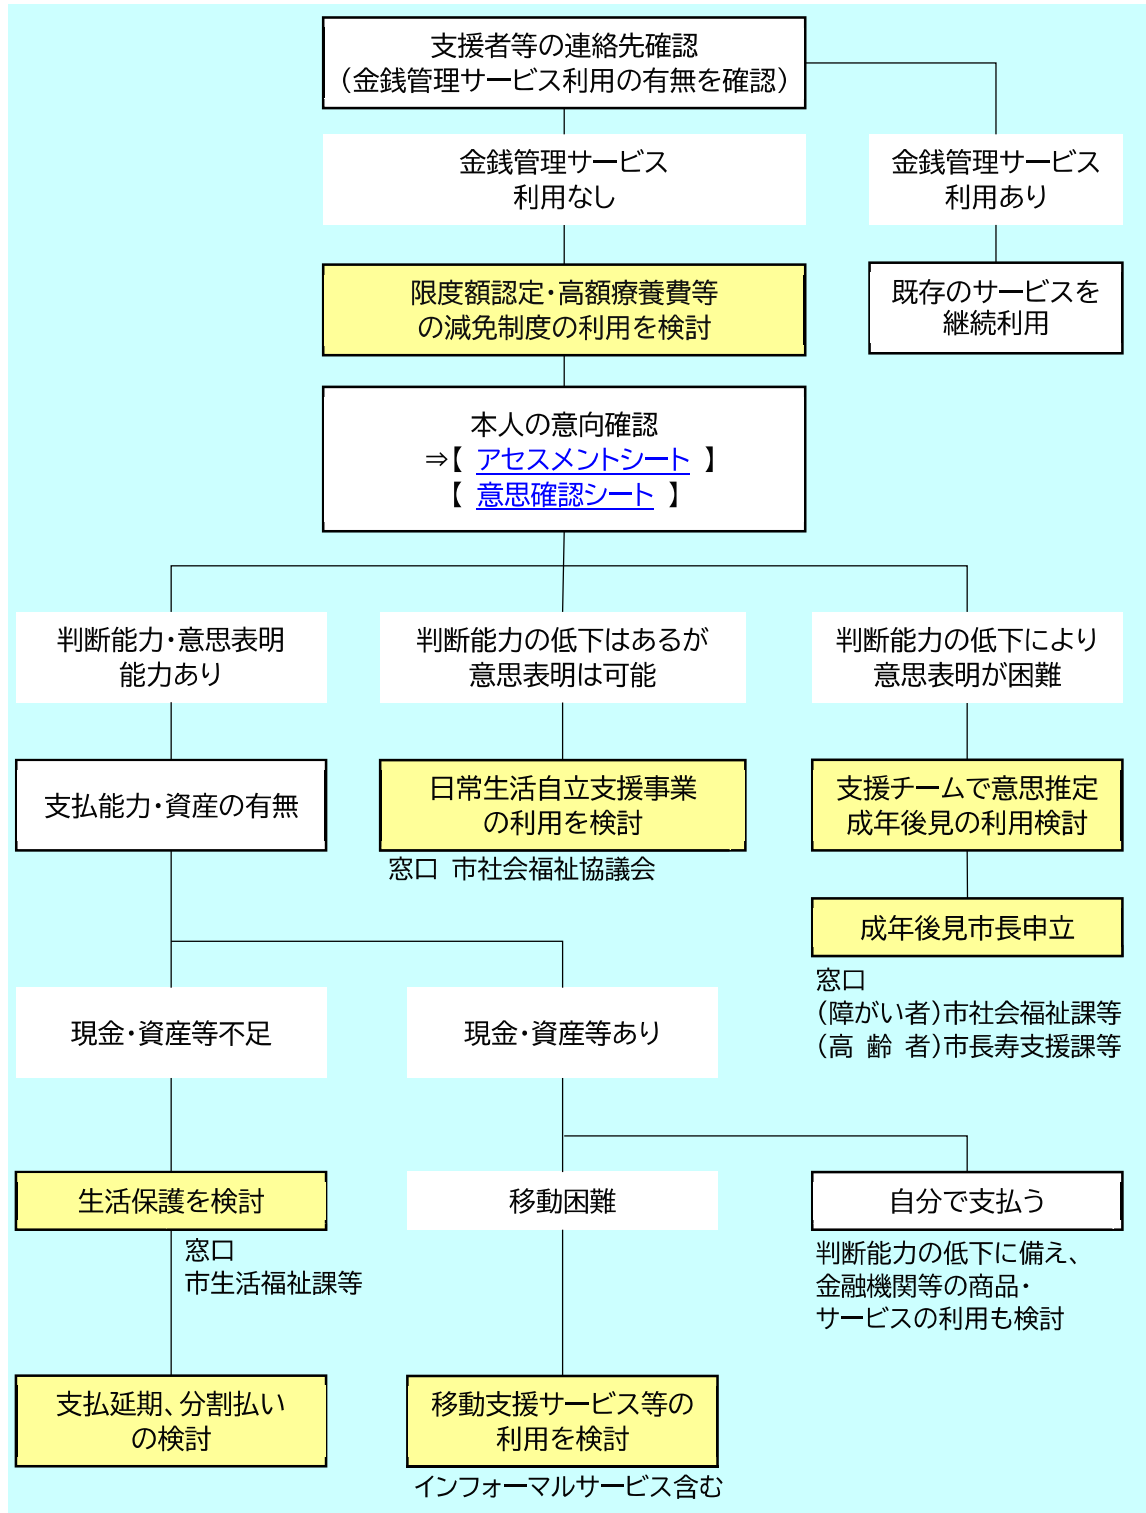 支援者等の連絡先確認
（金銭管理サービス利用の有無を確認）
金銭管理サービス
利用なし
金銭管理サービス
利用あり
限度額認定・高額療養費等
の減免制度の利用を検討
既存のサービスを
継続利用
本人の意向確認
⇒【 アセスメントシート 】
【 意思確認シート 】
判断能力・意思表明
能力あり
判断能力の低下はあるが
意思表明は可能
判断能力の低下により
意思表明が困難
支払能力・資産の有無
日常生活自立支援事業
の利用を検討
窓口 市社会福祉協議会
支援チームで意思推定
成年後見の利用検討
成年後見市長申立
窓口
（障がい者）市社会福祉課等
（高 齢 者）市長寿支援課等
現金・資産等不足
現金・資産等あり
生活保護を検討
窓口
市生活福祉課等
移動困難
自分で支払う
判断能力の低下に備え、
金融機関等の商品・
サービスの利用も検討
支払延期、分割払い
の検討
移動支援サービス等の
利用を検討
インフォーマルサービス含む